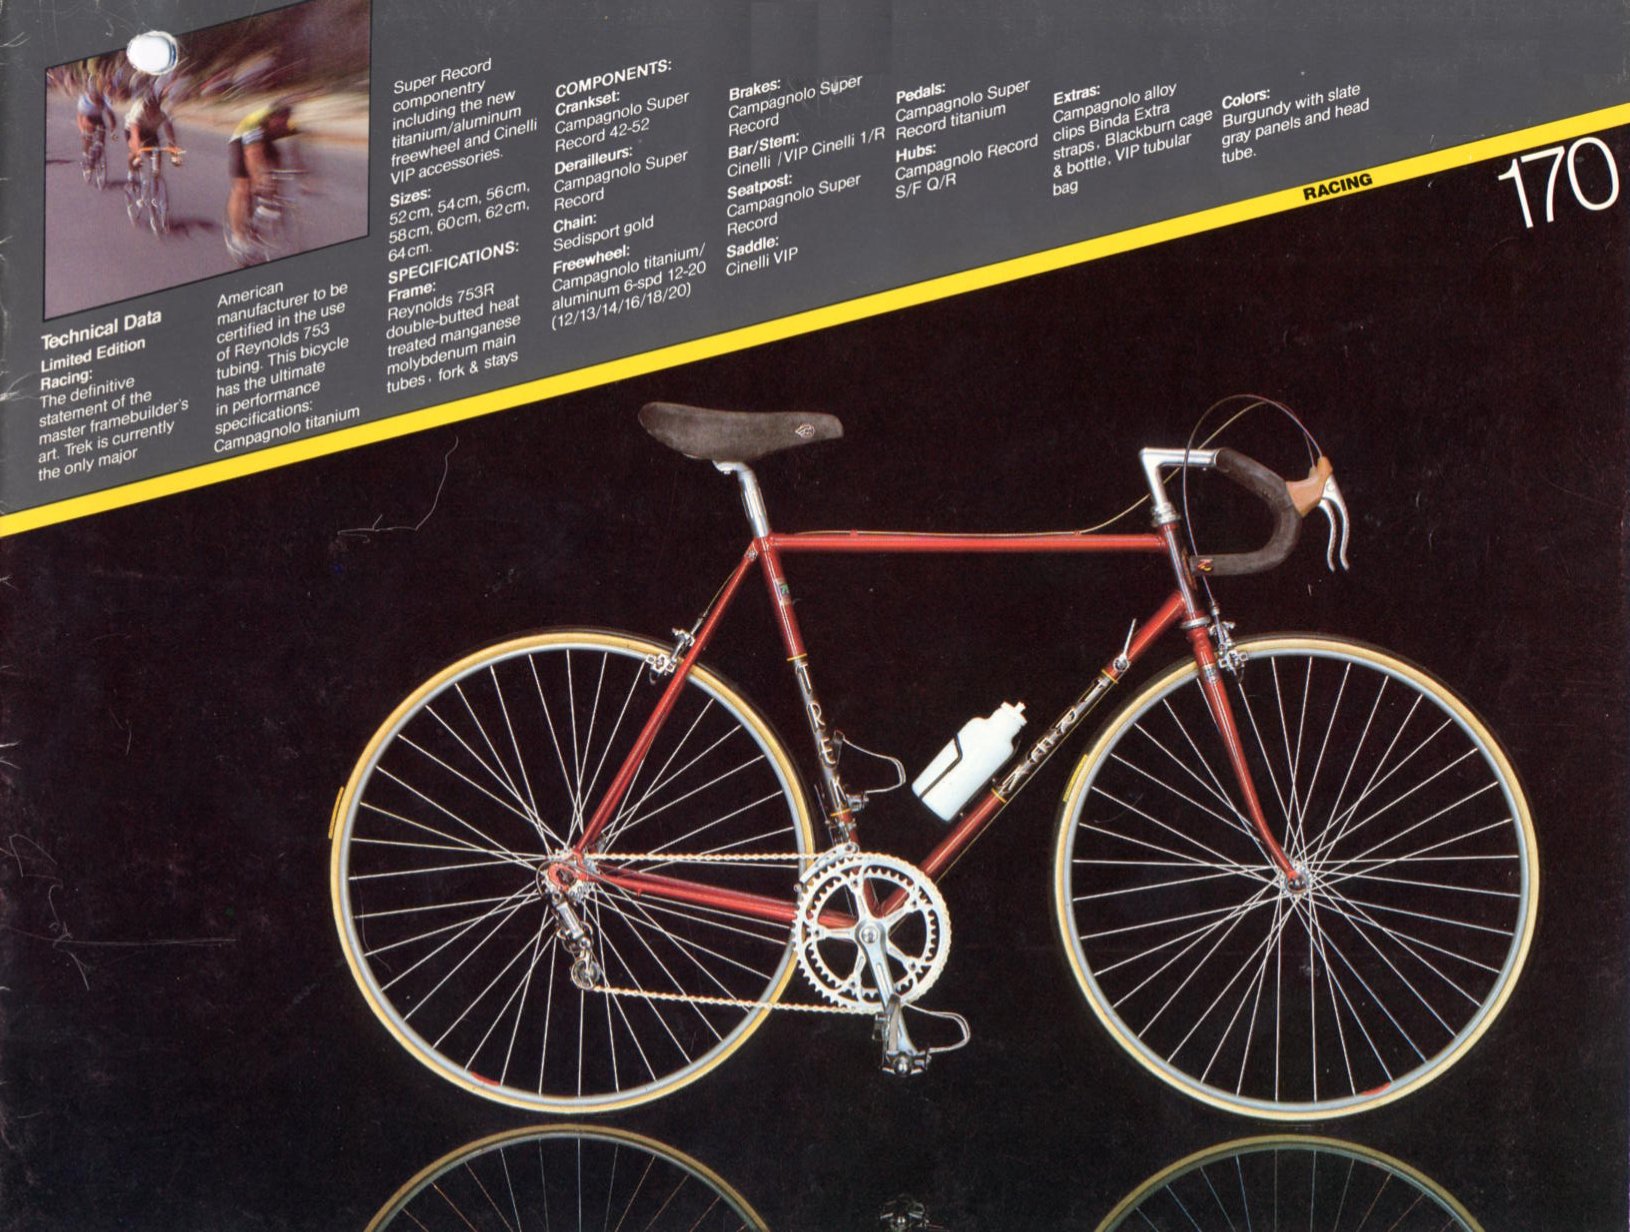 Technical Data
Limited Edition
Racing:
The definitive
statement of the
master framebuilder's
art. Trek is currently
the only major
American
manufacturer to be
certified in the use
of Reynolds 753
tubing. This bicycle
has the ultimate
in performance
specifications:
Campagnolo titanium
Super Record
componentry
including the new
titanium/aluminum
freewheel and Cinelli
VIP accessories.
Sizes:
52cm, 54cm, 56cm,
58cm, 60cm, 62cm,
64cm.
SPECIFICATIONS:
Frame:
Reynolds 753R
double-butted heat
treated manganese
molybdenum main
tubes, fork & stays
COMPONENTS:
Crankset:
Campagnolo Super
Record 42-52
Derailleurs:
Campagnolo Super
Record
Chain:
Sedisport gold
Freewheel:
Campagnolo titanium/
aluminum 6-spd 12-20
(12/13/14/16/18/20)
Brakes:
Campagnolo Super
Record
Bar/Stem:
Cinelli /VIP Cinelli 1/R
Seatpost:
Campagnolo Super
Record
Saddle:
Cinelli VIP
Pedals:
Campagnolo Super
Record titanium
Hubs:
Campagnolo Record
S/F Q/R
Extras:
Campagnolo alloy
clips Binda Extra
straps, Blackburn cage
& bottle, VIP tubular
bag
Colors:
Burgundy with slate
gray panels and head
tube.
RACING
170
TREK
TREK